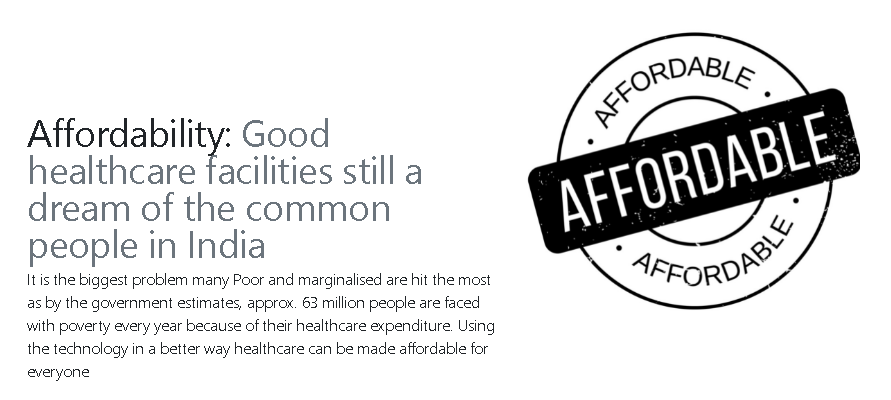 Affordability: Good
healthcare facilities still a
dream of the common
people in India
It is the biggest problem many Poor and marginalised are hit the most
as by the government estimates, approx. 63 million people are faced
with poverty every year because of their healthcare expenditure. Using
the technology in a better way healthcare can be made affordable for
everyone
AFFORDABLE
AFFORDABLE
AFFORDABLE